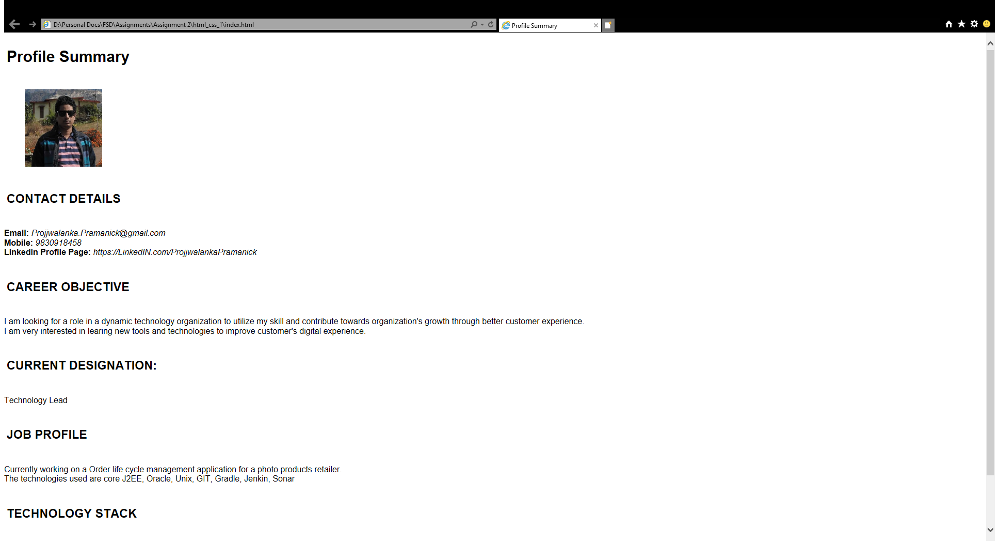 D:\Personal Docs\FSD\Assignments\Assignment 2\html_css_1\index.html
Profile Summary
Profile Summary
CONTACT DETAILS
Email: Projjwalanka.Pramanick@gmail.com
Mobile: 9830918458
LinkedIn Profile Page: https://LinkedIN.com/ProjjwalankaPramanick
CAREER OBJECTIVE
I am looking for a role in a dynamic technology organization to utilize my skill and contribute towards organization's growth through better customer experience.
I am very interested in learing new tools and technologies to improve customer's digital experience.
CURRENT DESIGNATION:
Technology Lead
JOB PROFILE
Currently working on a Order life cycle management application for a photo products retailer.
The technologies used are core J2EE, Oracle, Unix, GIT, Gradle, Jenkin, Sonar
TECHNOLOGY STACK